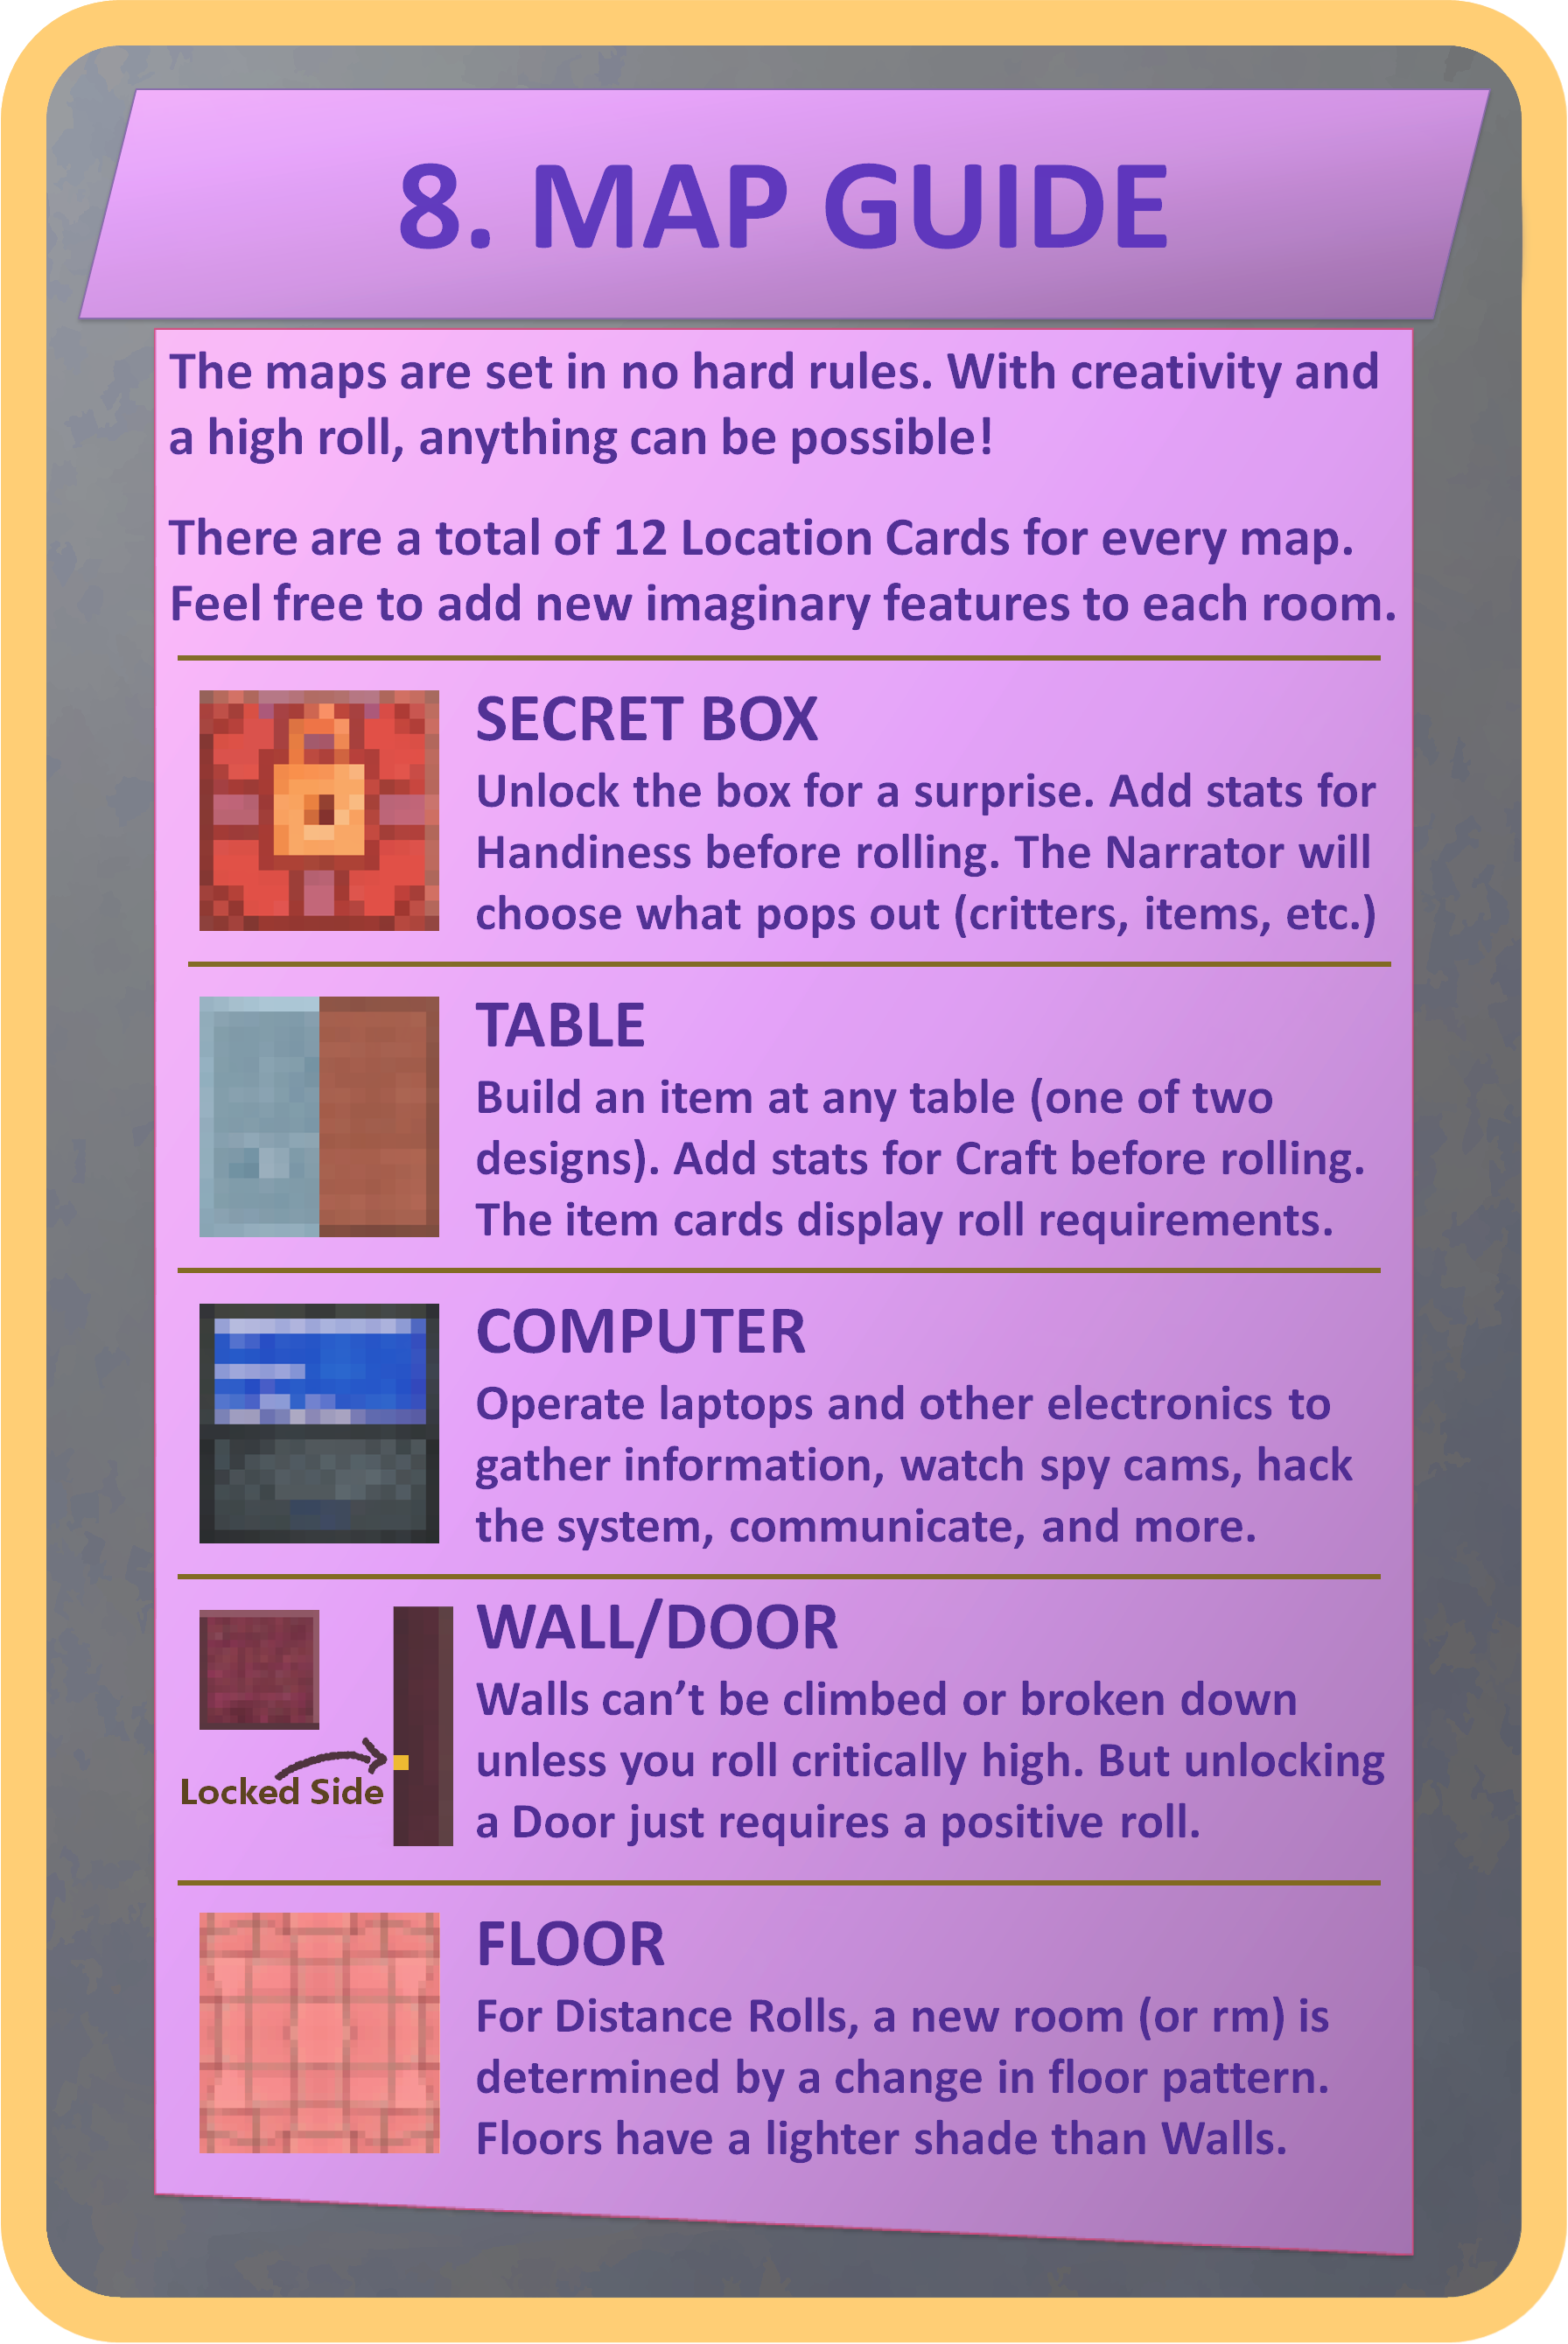 8. MAP GUIDE
The maps are set in no hard rules. With creativity and
a high roll, anything can be possible!
There are a total of 12 Location Cards for every map.
Feel free to add new imaginary features to each room.
SECRET BOX
Unlock the box for a surprise. Add stats for
Handiness before rolling. The Narrator will
choose what pops out (critters, items, etc.)
TABLE
Build an item at any table (one of two
designs). Add stats for Craft before rolling.
The item cards display roll requirements.
COMPUTER
Operate laptops and other electronics to
gather information, watch spy cams, hack
the system, communicate, and more.
Locked Side
WALL/DOOR
Walls can’t be climbed or broken down
unless you roll critically high. But unlocking
a Door just requires a positive roll.
FLOOR
For Distance Rolls, a new room (or rm) is
determined by a change in floor pattern.
Floors have a lighter shade than Walls.